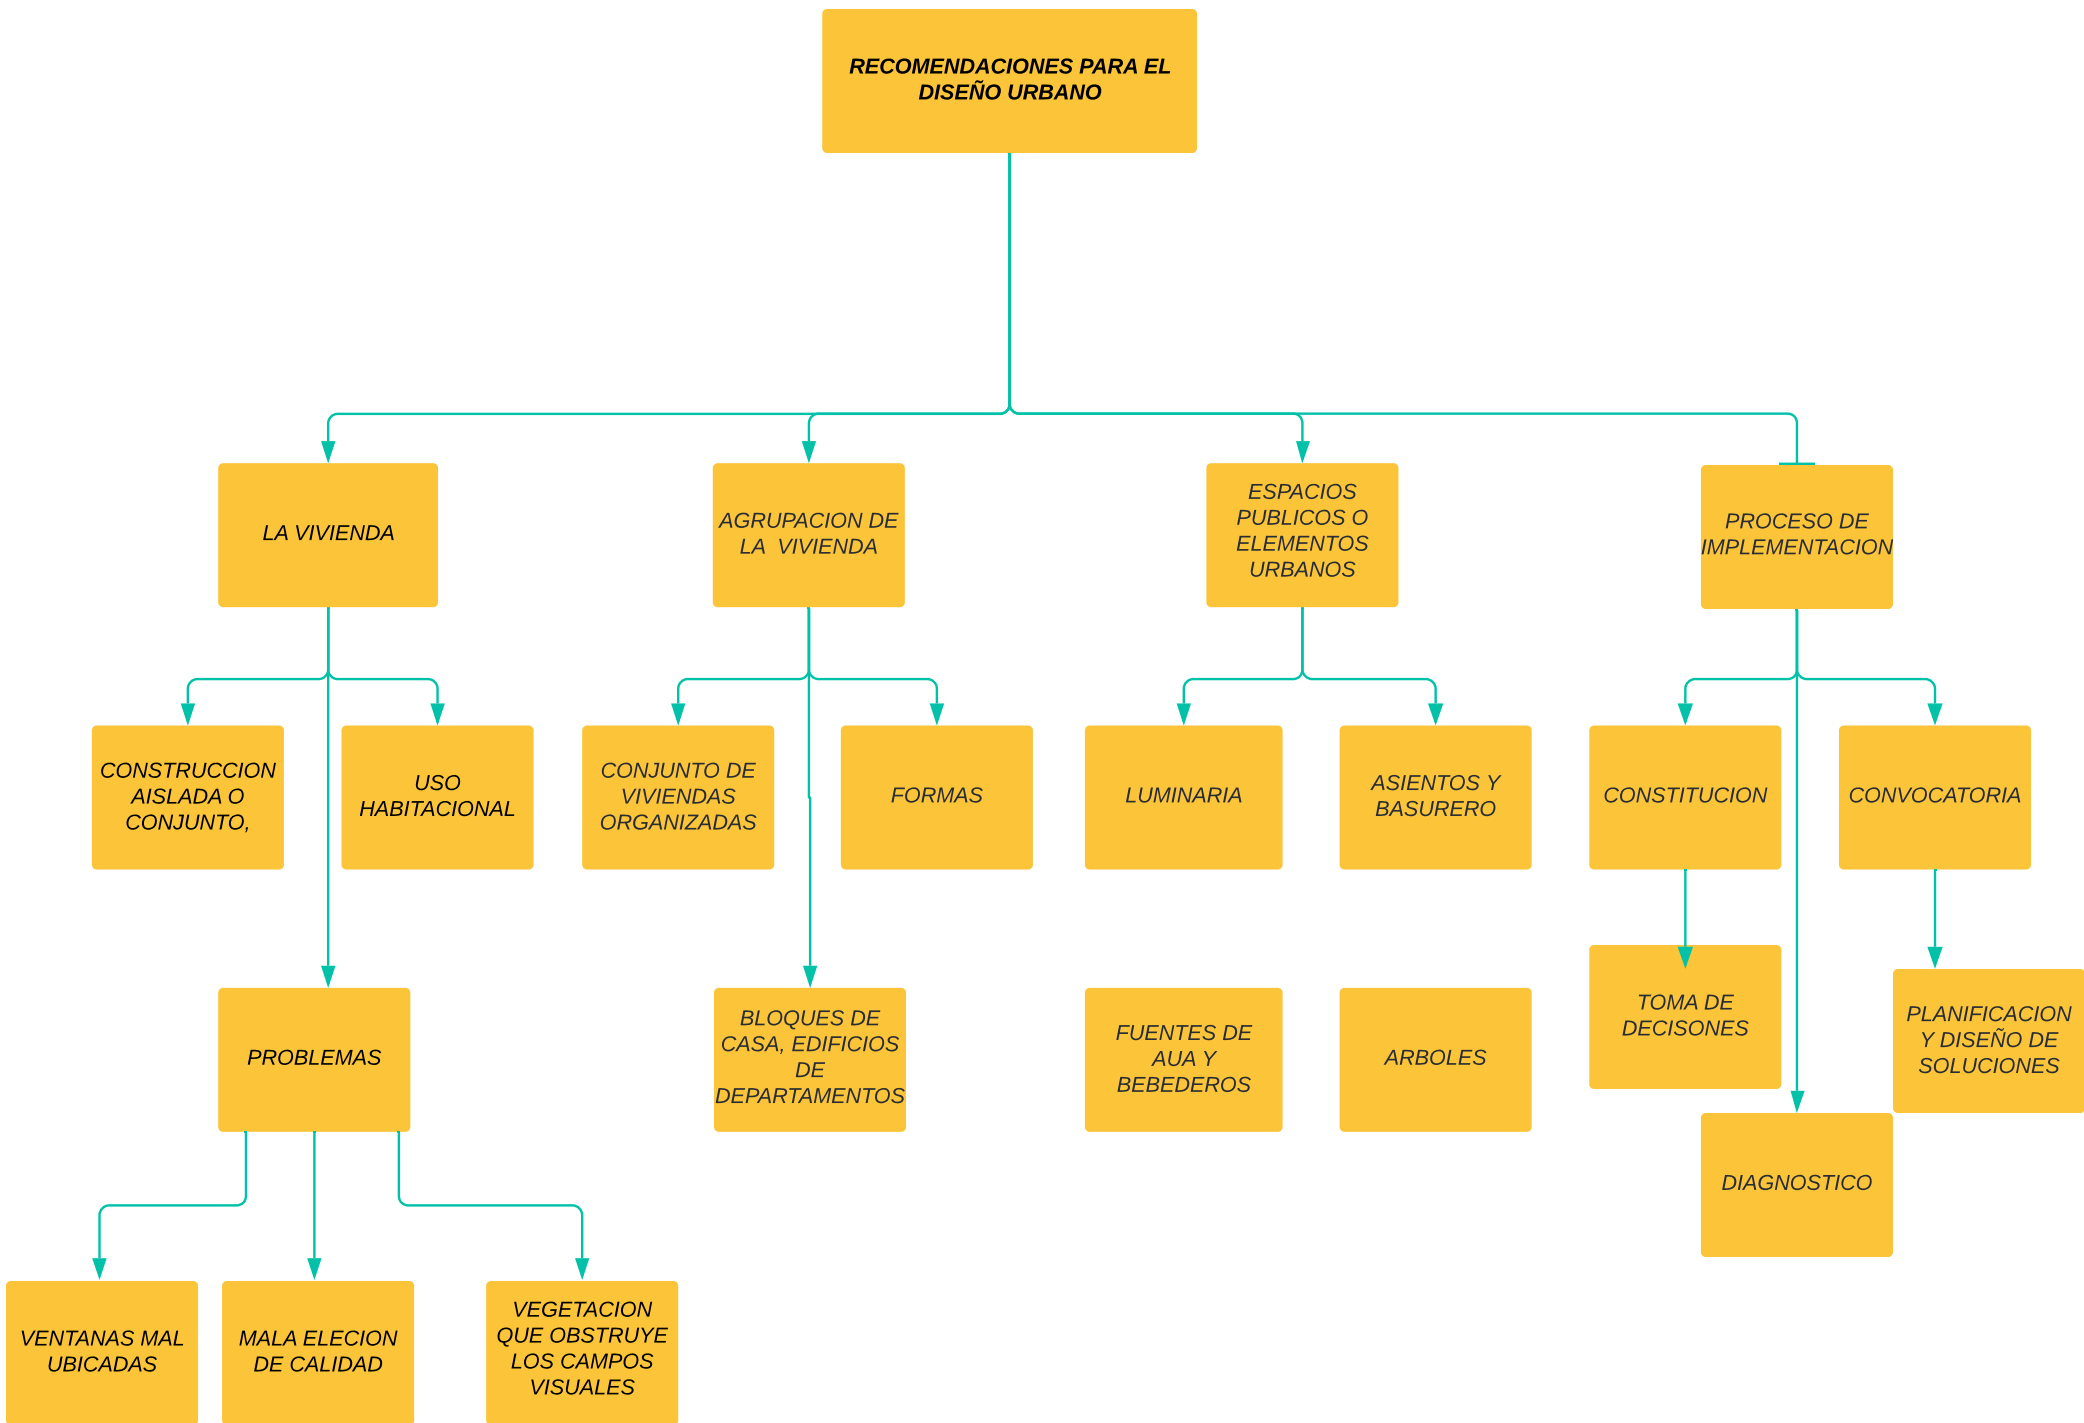 RECOMENDACIONES PARA EL
DISEÑO URBANO
LA VIVIENDA
AGRUPACION DE
LA VIVIENDA
ESPACIOS
PUBLICOS O
ELEMENTOS
URBANOS
PROCESO DE
IMPLEMENTACION
CONSTRUCCION
AISLADA O
CONJUNTO,
USO
HABITACIONAL
CONJUNTO DE
VIVIENDAS
ORGANIZADAS
FORMAS
LUMINARIA
ASIENTOS Y
BASURERO
CONSTITUCION
CONVOCATORIA
PROBLEMAS
BLOQUES DE
CASA, EDIFICIOS
DE
DEPARTAMENTOS
FUENTES DE
AUA Y
BEBEDEROS
ARBOLES
TOMA DE
DECISONES
PLANIFICACION
Y DISEÑO DE
SOLUCIONES
DIAGNOSTICO
VENTANAS MAL
UBICADAS
MALA ELECION
DE CALIDAD
VEGETACION
QUE OBSTRUYE
LOS CAMPOS
VISUALES